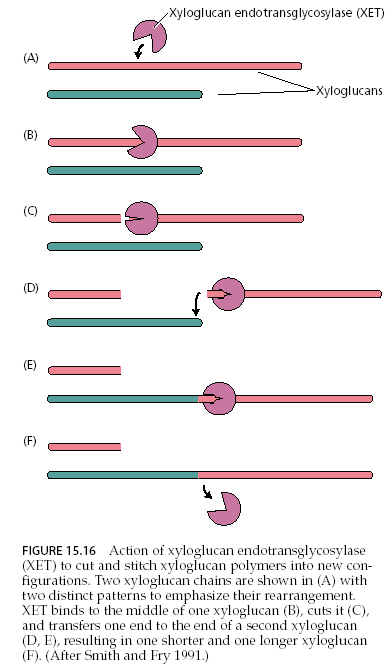 Xyloglucan endotransglycosylase (XET)
(A)
Xyloglucans
(B)
(C)
(D)
(E)
(F)
FIGURE 15.16 Action of xyloglucan endotransglycosylase
(XET) to cut and stitch xyloglucan polymers into new con-
figurations. Two xyloglucan chains are shown in (A) with
two distinct patterns to emphasize their rearrangement.
XET binds to the middle of one xyloglucan (B), cuts it (C),
and transfers one end to the end of a second xyloglucan
(D, E), resulting in one shorter and one longer xyloglucan
(F). (After Smith and Fry 1991.)